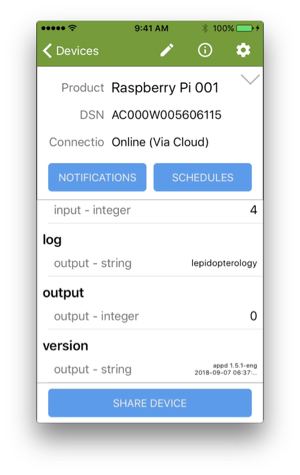 9:41 AM 100%
Devices
Product Raspberry Pi 001
DSN AC000W005606115
Connectio Online (Via Cloud)
NOTIFICATIONS SCHEDULES
input - integer 4
log
output - string lepidopterology
output
output - integer 0
version
output - string appd 1.5.1-eng
2018-09-07 06:37:...
SHARE DEVICE